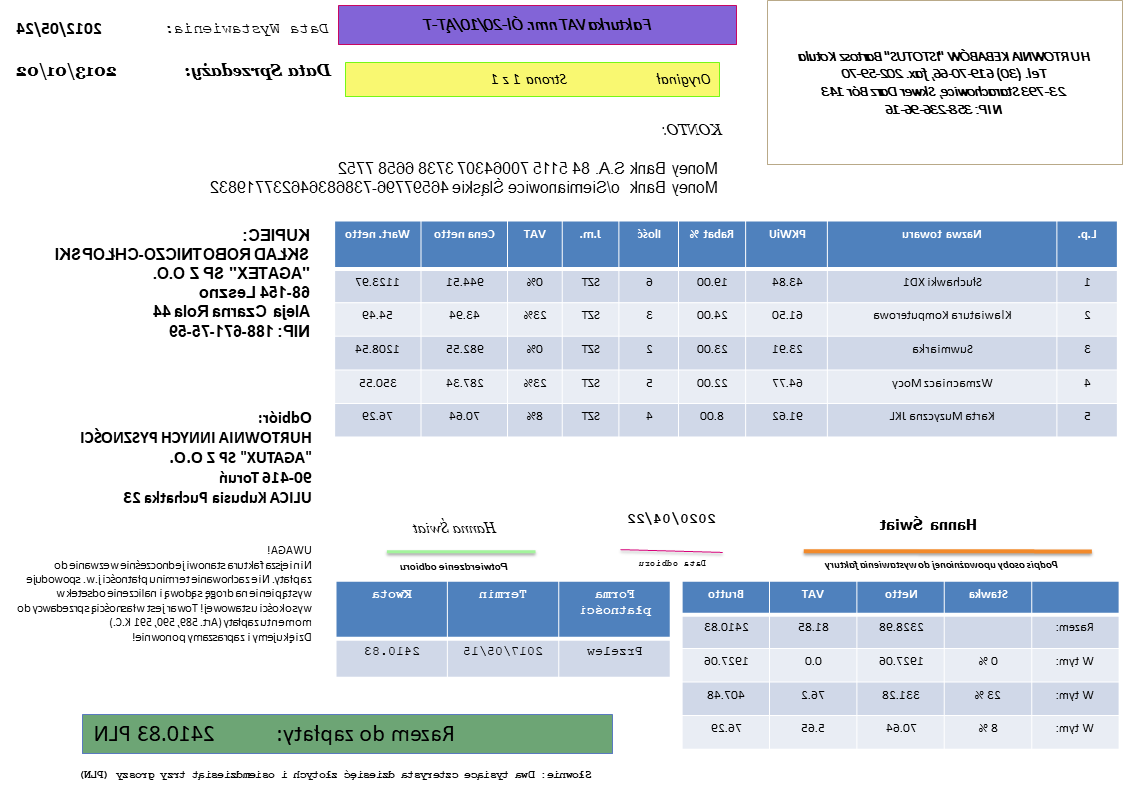 HURTOWNIA KEBABÓW "ISTOTUS" Bartosz Kotula
Tel. (30) 619-70-66, fax. 202-59-70
23-793 Starachowice, Skwer Darz Bór 143
NIP: 358-236-96-16
Fakturka VAT nmr. ÓI-20/10/ĄT-T
Oryginał Strona 1 z 1
Data Wystawienia: 2012/05/24
Data Sprzedaży: 2013/01/02
KONTO:
Money Bank S.A. 84 5115 70064307 3738 6658 7752
Money Bank o/Siemianowice Śląskie 46597796-7386836462377719832
L.p. Nazwa towaru PKWiU Rabat % Ilość J.m. VAT Cena netto Wart. netto
1 Słuchawki XD1 43.84 19.00 6 SZT 0% 944.51 1123.97
2 Klawiatura Komputerowa 61.50 24.00 3 SZT 23% 43.94 54.49
3 Suwmiarka 23.91 23.00 2 SZT 0% 982.55 1208.54
4 Wzmacniacz Mocy 64.77 22.00 5 SZT 23% 287.34 350.55
5 Karta Muzyczna JKL 91.62 8.00 4 SZT 8% 70.64 76.29
KUPIEC:
SKŁAD ROBOTNICZO-CHŁOPSKI
"AGATEX" SP Z O.O.
68-154 Leszno
Aleja Czarna Rola 44
NIP: 188-671-75-59
Odbiór:
HURTOWNIA INNYCH PYSZNOŚCI
"AGATUX" SP Z O.O.
90-416 Toruń
ULICA Kubusia Puchatka 23
Hanna Świat
Podpis osoby upoważnionej do wystawienia faktury
2020/04/22
Data odbioru
Hanna Świat
Potwierdzenie odbioru
UWAGA!
Niniejsza faktura stanowi jednocześnie wezwanie do
zapłaty. Nie zachowanie termin płatności j.w. spowoduje
wystąpienie na drogę sądową i naliczenie odsetek w
wysokości ustawowej! Towar jest własnością sprzedawcy do
momentu zapłaty (Art. 589, 590, 591 K.C.)
Dziękujemy i zapraszamy ponownie!
Stawka Netto VAT Brutto
Razem: 2328.98 81.85 2410.83
W tym: 0 % 1927.06 0.0 1927.06
W tym: 23 % 331.28 76.2 407.48
W tym: 8 % 70.64 5.65 76.29
Forma płatności Termin Kwota
Przelew 2017/05/15 2410.83
Razem do zapłaty: 2410.83 PLN
Słownie: Dwa tysiące czterysta dziesięć złotych i osiemdziesiąt trzy groszy (PLN)